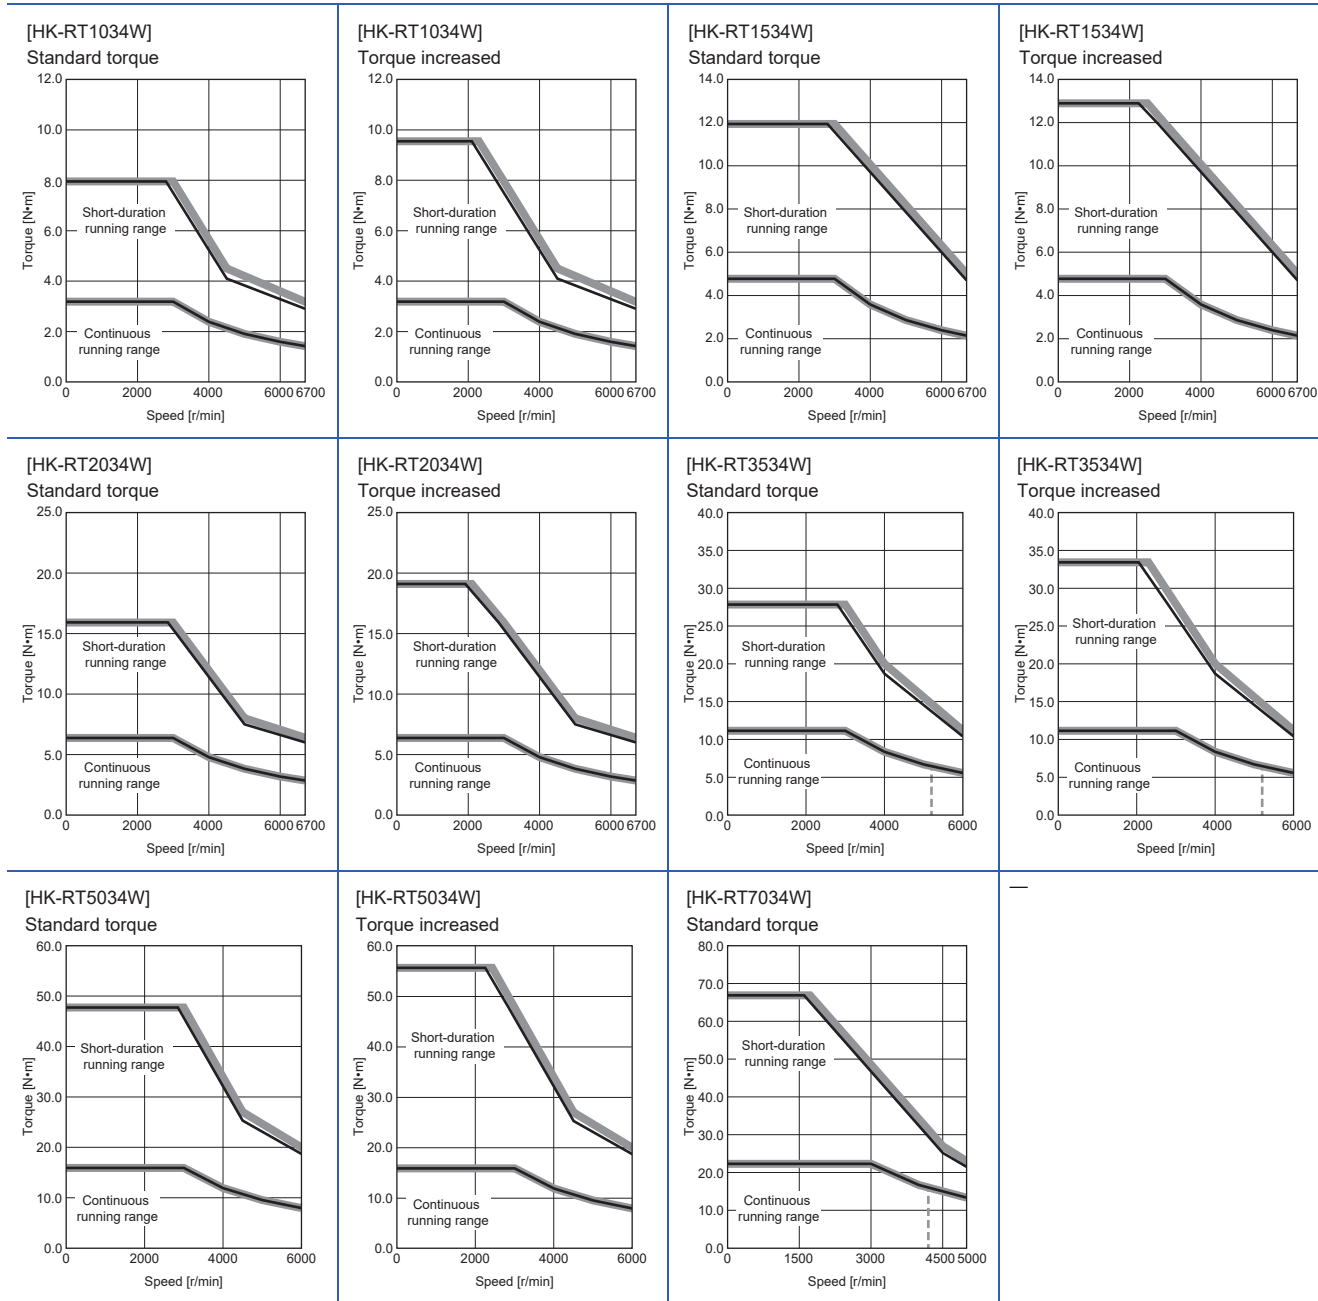 [HK-RT1034W]
Standard torque
12.0
10.0
8.0
6.0
4.0
2.0
0.0
Torque [N•m]
Short-duration
running range
Continuous
running range
0 2000 4000 6000 6700
Speed [r/min]
[HK-RT1034W]
Torque increased
12.0
10.0
8.0
6.0
4.0
2.0
0.0
Torque [N•m]
Short-duration
running range
Continuous
running range
0 2000 4000 6000 6700
Speed [r/min]
[HK-RT1534W]
Standard torque
14.0
12.0
10.0
8.0
6.0
4.0
2.0
0.0
Torque [N•m]
Short-duration
running range
Continuous
running range
0 2000 4000 6000 6700
Speed [r/min]
[HK-RT1534W]
Torque increased
14.0
12.0
10.0
8.0
6.0
4.0
2.0
0.0
Torque [N•m]
Short-duration
running range
Continuous
running range
0 2000 4000 6000 6700
Speed [r/min]
[HK-RT2034W]
Standard torque
25.0
20.0
15.0
10.0
5.0
0.0
Torque [N•m]
Short-duration
running range
Continuous
running range
0 2000 4000 6000 6700
Speed [r/min]
[HK-RT2034W]
Torque increased
25.0
20.0
15.0
10.0
5.0
0.0
Torque [N•m]
Short-duration
running range
Continuous
running range
0 2000 4000 6000 6700
Speed [r/min]
[HK-RT3534W]
Standard torque
40.0
35.0
30.0
25.0
20.0
15.0
10.0
5.0
0.0
Torque [N•m]
Short-duration
running range
Continuous
running range
0 2000 4000 6000
Speed [r/min]
[HK-RT3534W]
Torque increased
40.0
35.0
30.0
25.0
20.0
15.0
10.0
5.0
0.0
Torque [N•m]
Short-duration
running range
Continuous
running range
0 2000 4000 6000
Speed [r/min]
[HK-RT5034W]
Standard torque
60.0
50.0
40.0
30.0
20.0
10.0
0.0
Torque [N•m]
Short-duration
running range
Continuous
running range
0 2000 4000 6000
Speed [r/min]
[HK-RT5034W]
Torque increased
60.0
50.0
40.0
30.0
20.0
10.0
0.0
Torque [N•m]
Short-duration
running range
Continuous
running range
0 2000 4000 6000
Speed [r/min]
[HK-RT7034W]
Standard torque
80.0
70.0
60.0
50.0
40.0
30.0
20.0
10.0
0.0
Torque [N•m]
Short-duration
running range
Continuous
running range
0 1500 3000 4500 5000
Speed [r/min]
—